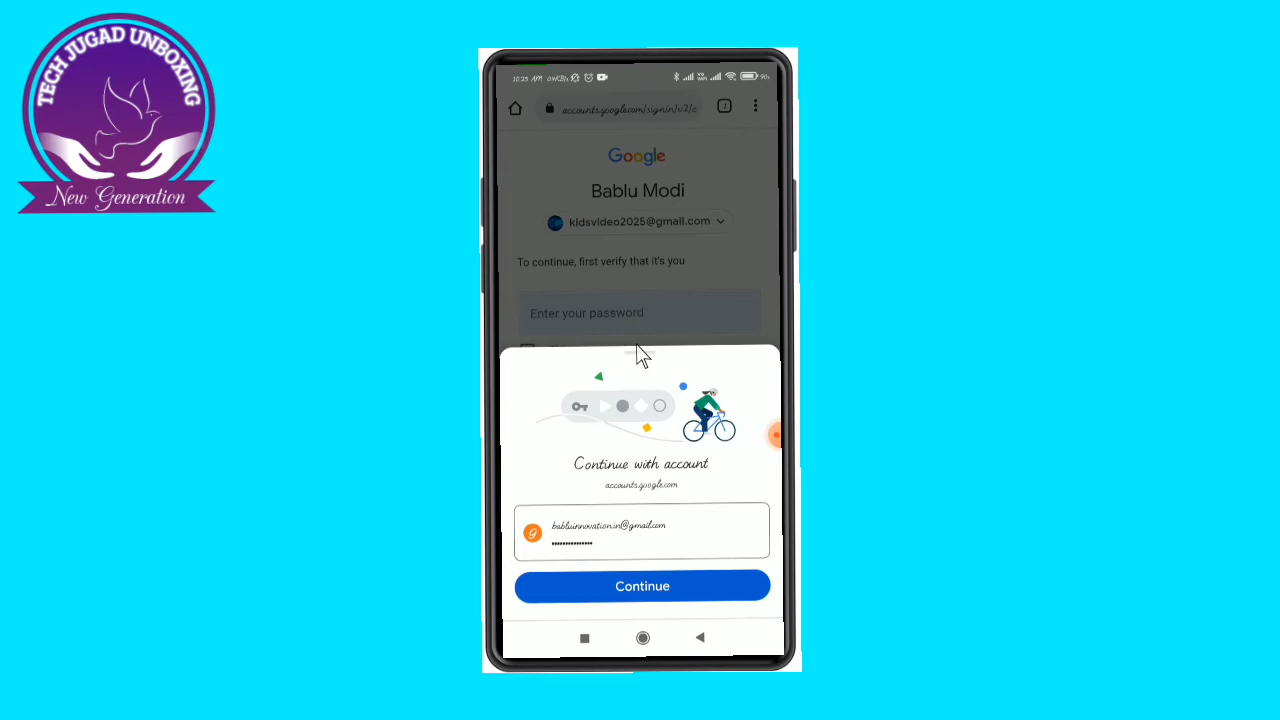 TECH JUGAD UNBOXING
New Generation
10:25 AM
accounts.google.com/signin/v2/c
1
Google
Bablu Modi
kidsvideo2025@gmail.com
To continue, first verify that it's you
Enter your password
Continue with account
accounts.google.com
g
babluinnovation.in@gmail.com
••••••••••••••
Continue